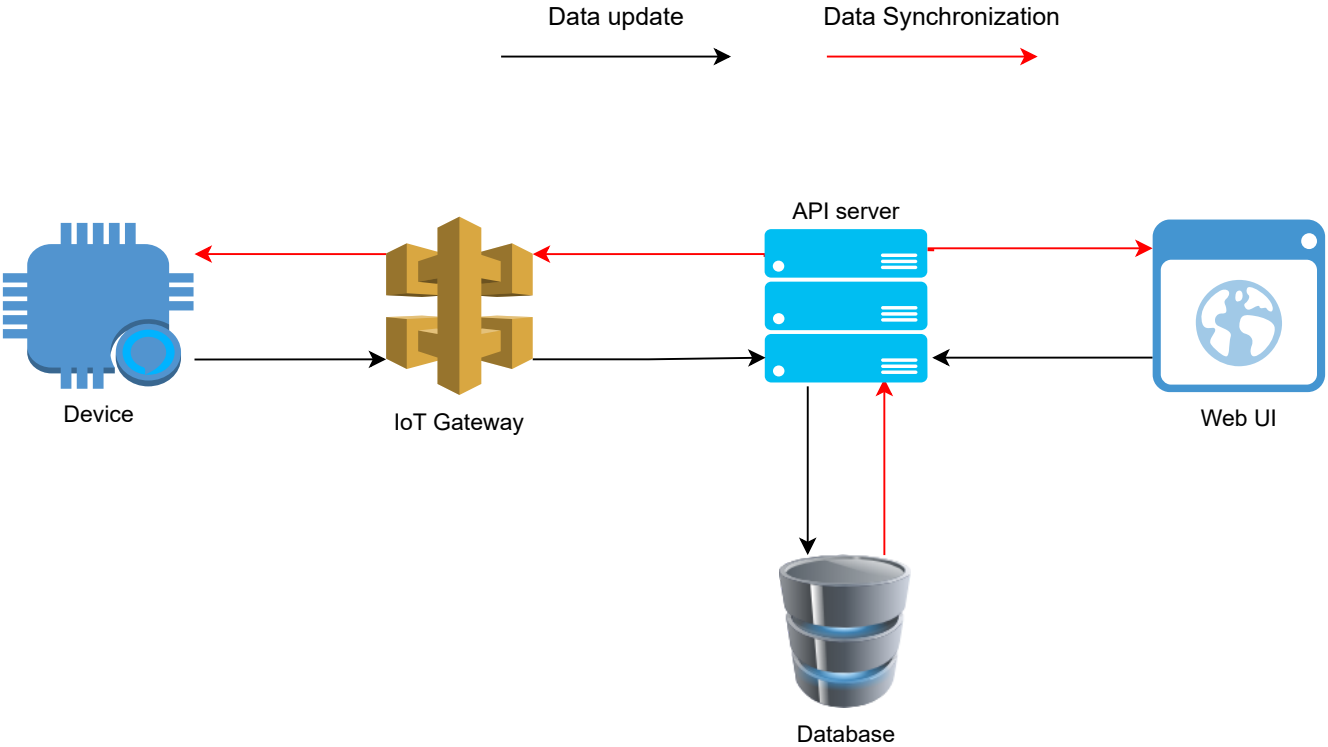 Data update
Data Synchronization
API server
Device
IoT Gateway
Web UI
Database